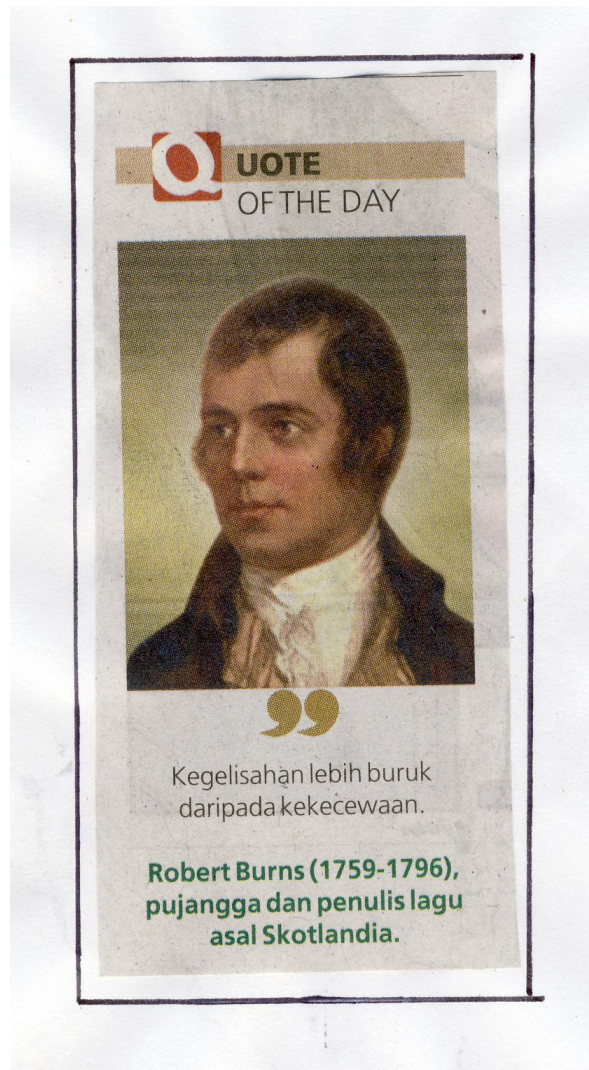 QUOTE
OF THE DAY
Kegelisahan lebih buruk
daripada kekecewaan.
Robert Burns (1759-1796),
pujangga dan penulis lagu
asal Skotlandia.